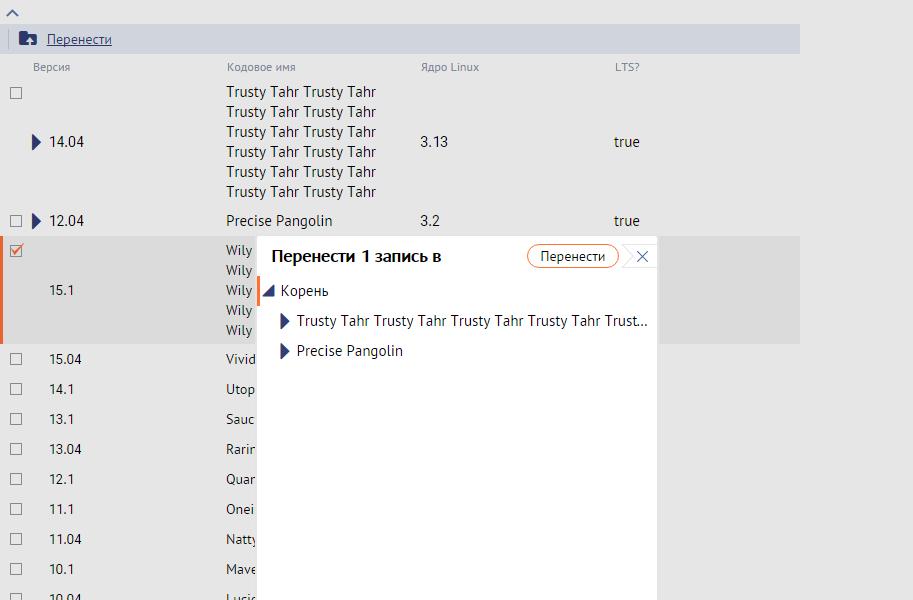 Перенести
Версия Кодовое имя Ядро Linux LTS?
Trusty Tahr Trusty Tahr
Trusty Tahr Trusty Tahr
Trusty Tahr Trusty Tahr
14.04 3.13 true
Trusty Tahr Trusty Tahr
Trusty Tahr Trusty Tahr
Trusty Tahr Trusty Tahr
12.04 Precise Pangolin 3.2 true
Wily
Wily
15.1 Wily
Wily
Wily
Перенести 1 запись в Перенести
Корень
Trusty Tahr Trusty Tahr Trusty Tahr Trusty Tahr Trust...
Precise Pangolin
15.04 Vivid
14.1 Utop
13.1 Sauc
13.04 Rarin
12.1 Quan
11.1 Onei
11.04 Natty
10.1 Mave
10.04 Lucid